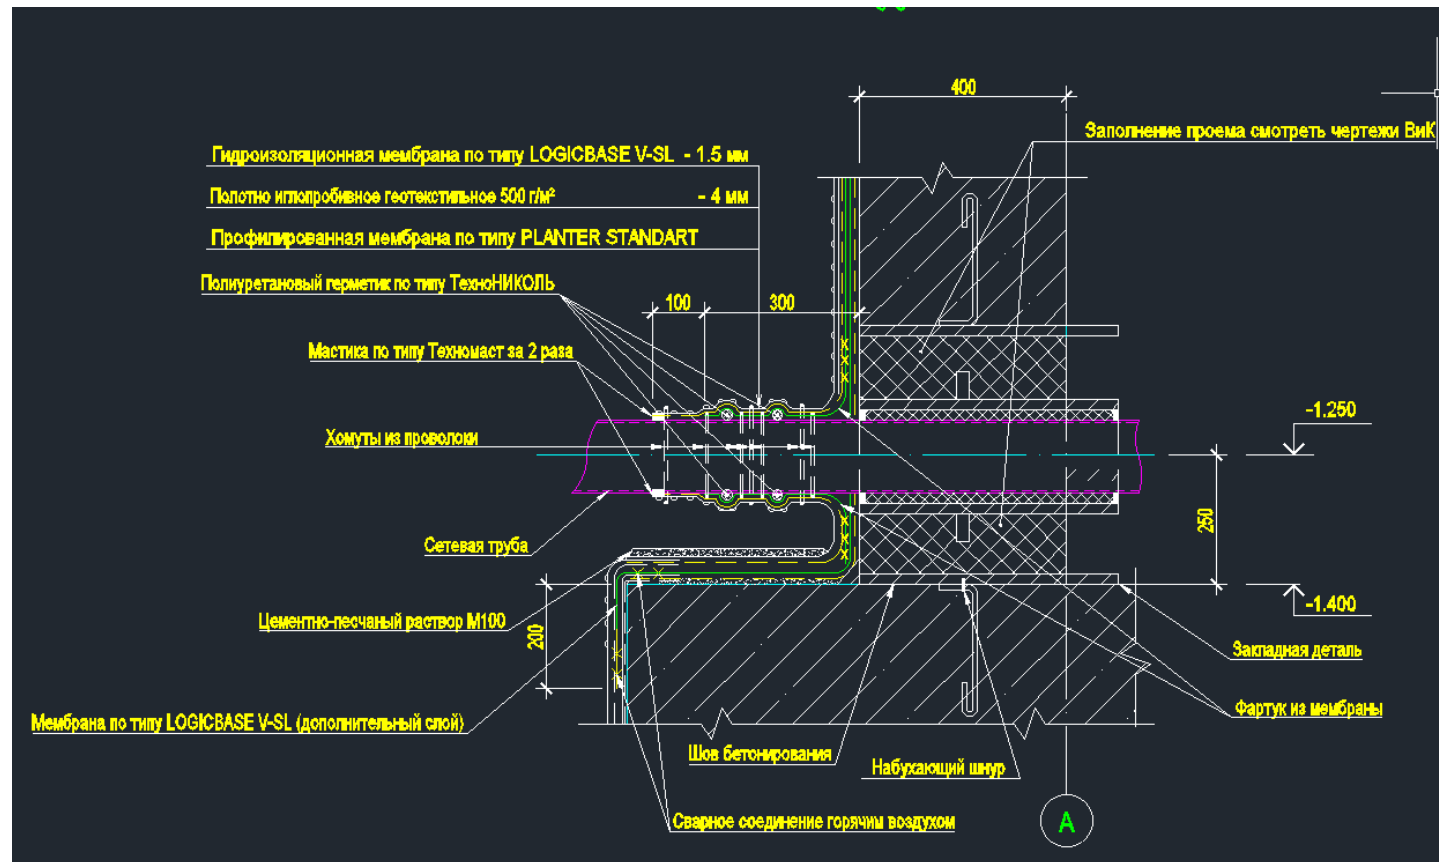 400
Заполнение проема смотреть чертежи ВиК
Гидроизоляционная мембрана по типу LOGICBASE V-SL - 1.5 мм
Полотно иглопробивное геотекстильное 500 г/м² - 4 мм
Профилированная мембрана по типу PLANTER STANDART
Полиуретановый герметик по типу ТехноНИКОЛЬ
100
300
Мастика по типу Техномаст за 2 раза
-1.250
Хомуты из проволоки
250
Сетевая труба
-1.400
Цементно-песчаный раствор М100
200
Закладная деталь
Мембрана по типу LOGICBASE V-SL (дополнительный слой)
Фартук из мембраны
Шов бетонирования
Набухающий шнур
Сварное соединение горячим воздухом
А